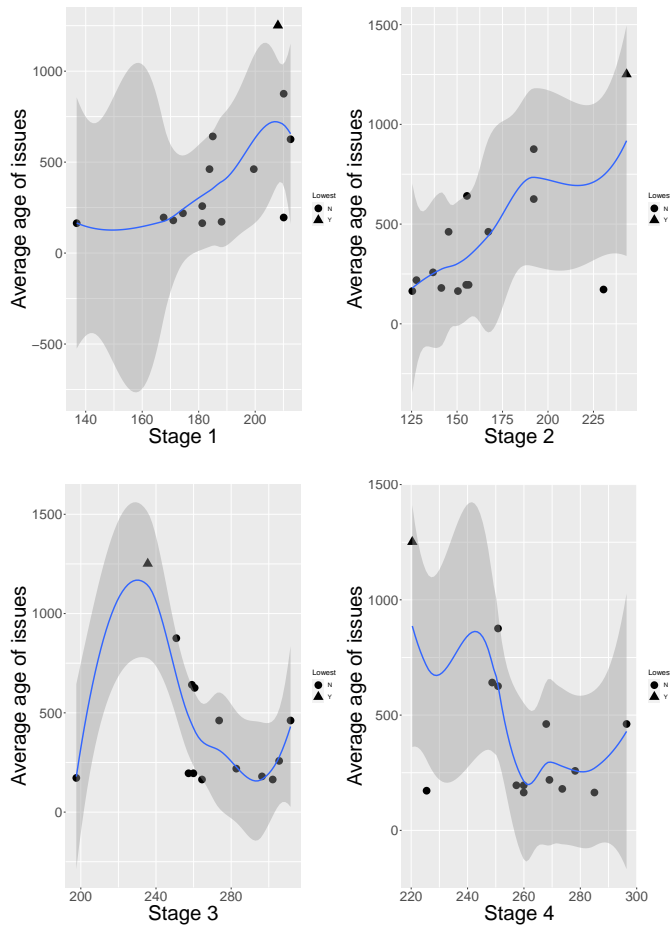 Average age of issues
1000
500
0
−500
140
160
180
200
Stage 1
Lowest
N
Y
Average age of issues
1500
1000
500
0
125
150
175
200
225
Stage 2
Lowest
N
Y
Average age of issues
1500
1000
500
0
200
240
280
Stage 3
Lowest
N
Y
Average age of issues
1500
1000
500
0
220
240
260
280
300
Stage 4
Lowest
N
Y